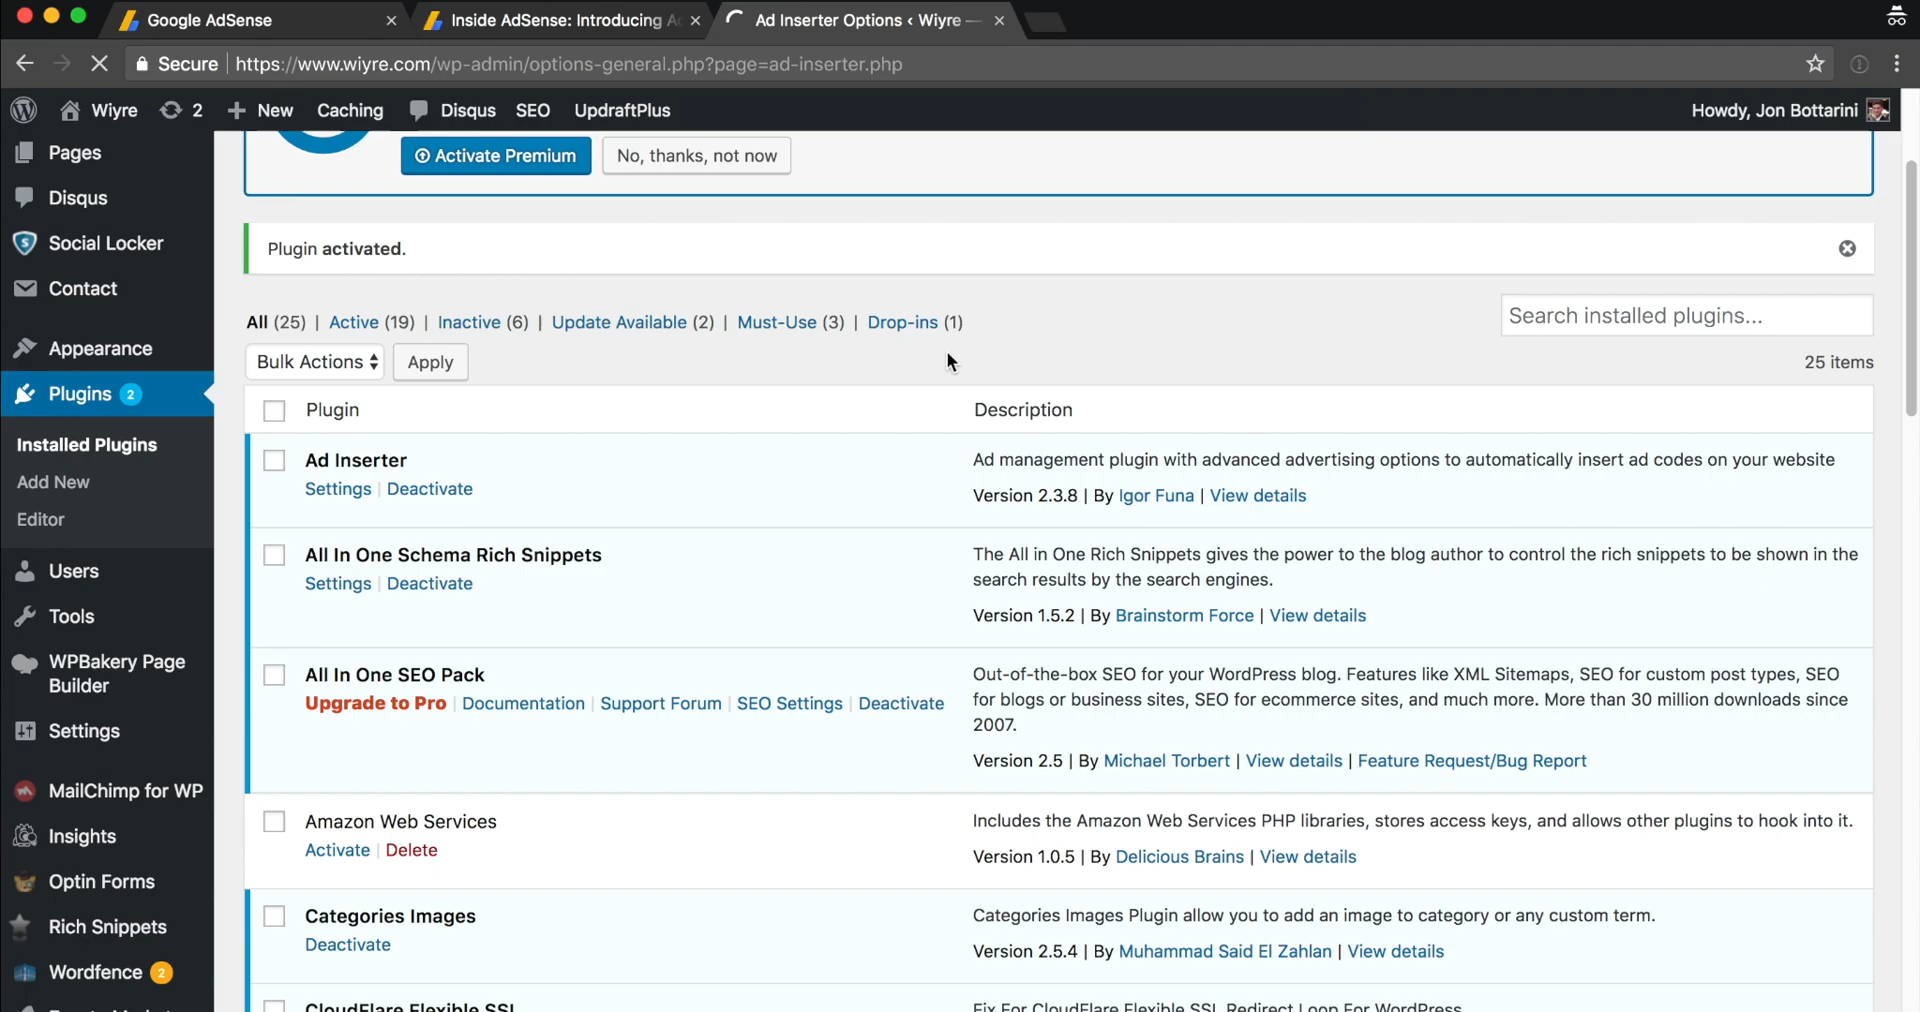 Google AdSense
Inside AdSense: Introducing
Ad Inserter Options ‹ Wiyre —
Secure https://www.wiyre.com/wp-admin/options-general.php?page=ad-inserter.php
Wiyre 2 New Caching Disqus SEO UpdraftPlus Howdy, Jon Bottarini
Pages
Disqus
Social Locker
Contact
Appearance
Plugins 2
Installed Plugins
Add New
Editor
Users
Tools
WPBakery Page
Builder
Settings
MailChimp for WP
Insights
Optin Forms
Rich Snippets
Wordfence 2
Activate Premium No, thanks, not now
Plugin activated.
All (25) | Active (19) | Inactive (6) | Update Available (2) | Must-Use (3) | Drop-ins (1)
Search installed plugins...
Bulk Actions Apply
25 items
Plugin Description
Ad Inserter
Settings | Deactivate
Ad management plugin with advanced advertising options to automatically insert ad codes on your website
Version 2.3.8 | By Igor Funa | View details
All In One Schema Rich Snippets
Settings | Deactivate
The All in One Rich Snippets gives the power to the blog author to control the rich snippets to be shown in the
search results by the search engines.
Version 1.5.2 | By Brainstorm Force | View details
All In One SEO Pack
Upgrade to Pro | Documentation | Support Forum | SEO Settings | Deactivate
Out-of-the-box SEO for your WordPress blog. Features like XML Sitemaps, SEO for custom post types, SEO
for blogs or business sites, SEO for ecommerce sites, and much more. More than 30 million downloads since
2007.
Version 2.5 | By Michael Torbert | View details | Feature Request/Bug Report
Amazon Web Services
Activate | Delete
Includes the Amazon Web Services PHP libraries, stores access keys, and allows other plugins to hook into it.
Version 1.0.5 | By Delicious Brains | View details
Categories Images
Deactivate
Categories Images Plugin allow you to add an image to category or any custom term.
Version 2.5.4 | By Muhammad Said El Zahlan | View details
CloudFlare Flexible SSL
Fix For CloudFlare Flexible SSL Redirect Loop For WordPress